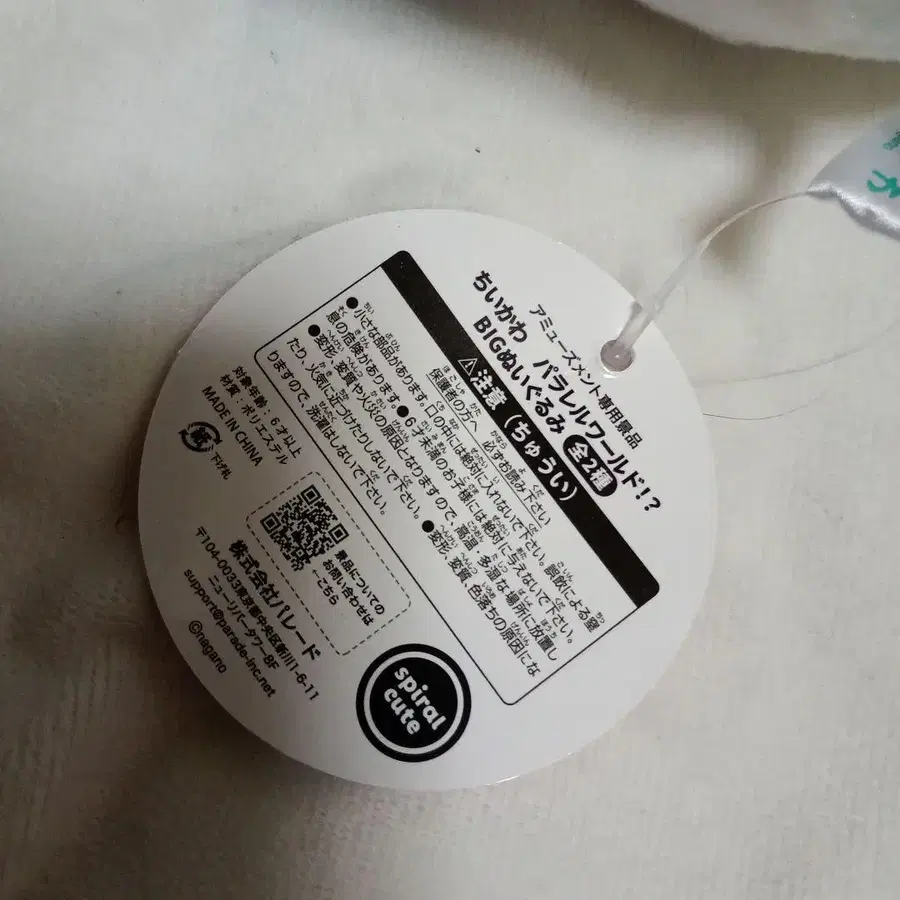 アミューズメント専用景品
ちいかわ パラレルワールド!?
BIGぬいぐるみ 全2種
⚠注意(ちゅうい)
保護者の方へ 必ずお読み下さい
●小さな部品があります。口の中には絶対に入れないで下さい。誤飲による窒
息の危険があります。●6才未満のお子様には絶対に与えないで下さい。
●変形、変質や火災の原因となりますので、高温・多湿な場所に放置し
たり、火気に近づけたりしないで下さい。●変形 変質 色落ちの原因にな
りますので、洗濯はしないで下さい。
対象年齢:6才以上
材質:ポリエステル
MADE IN CHINA
紙
下げ札
景品についての
お問い合わせは
←こちら
株式会社パレード
〒104-0033東京都中央区新川1-6-11
ニューリバータワー8F
support@parade-inc.net
©nagano
spiral
cute